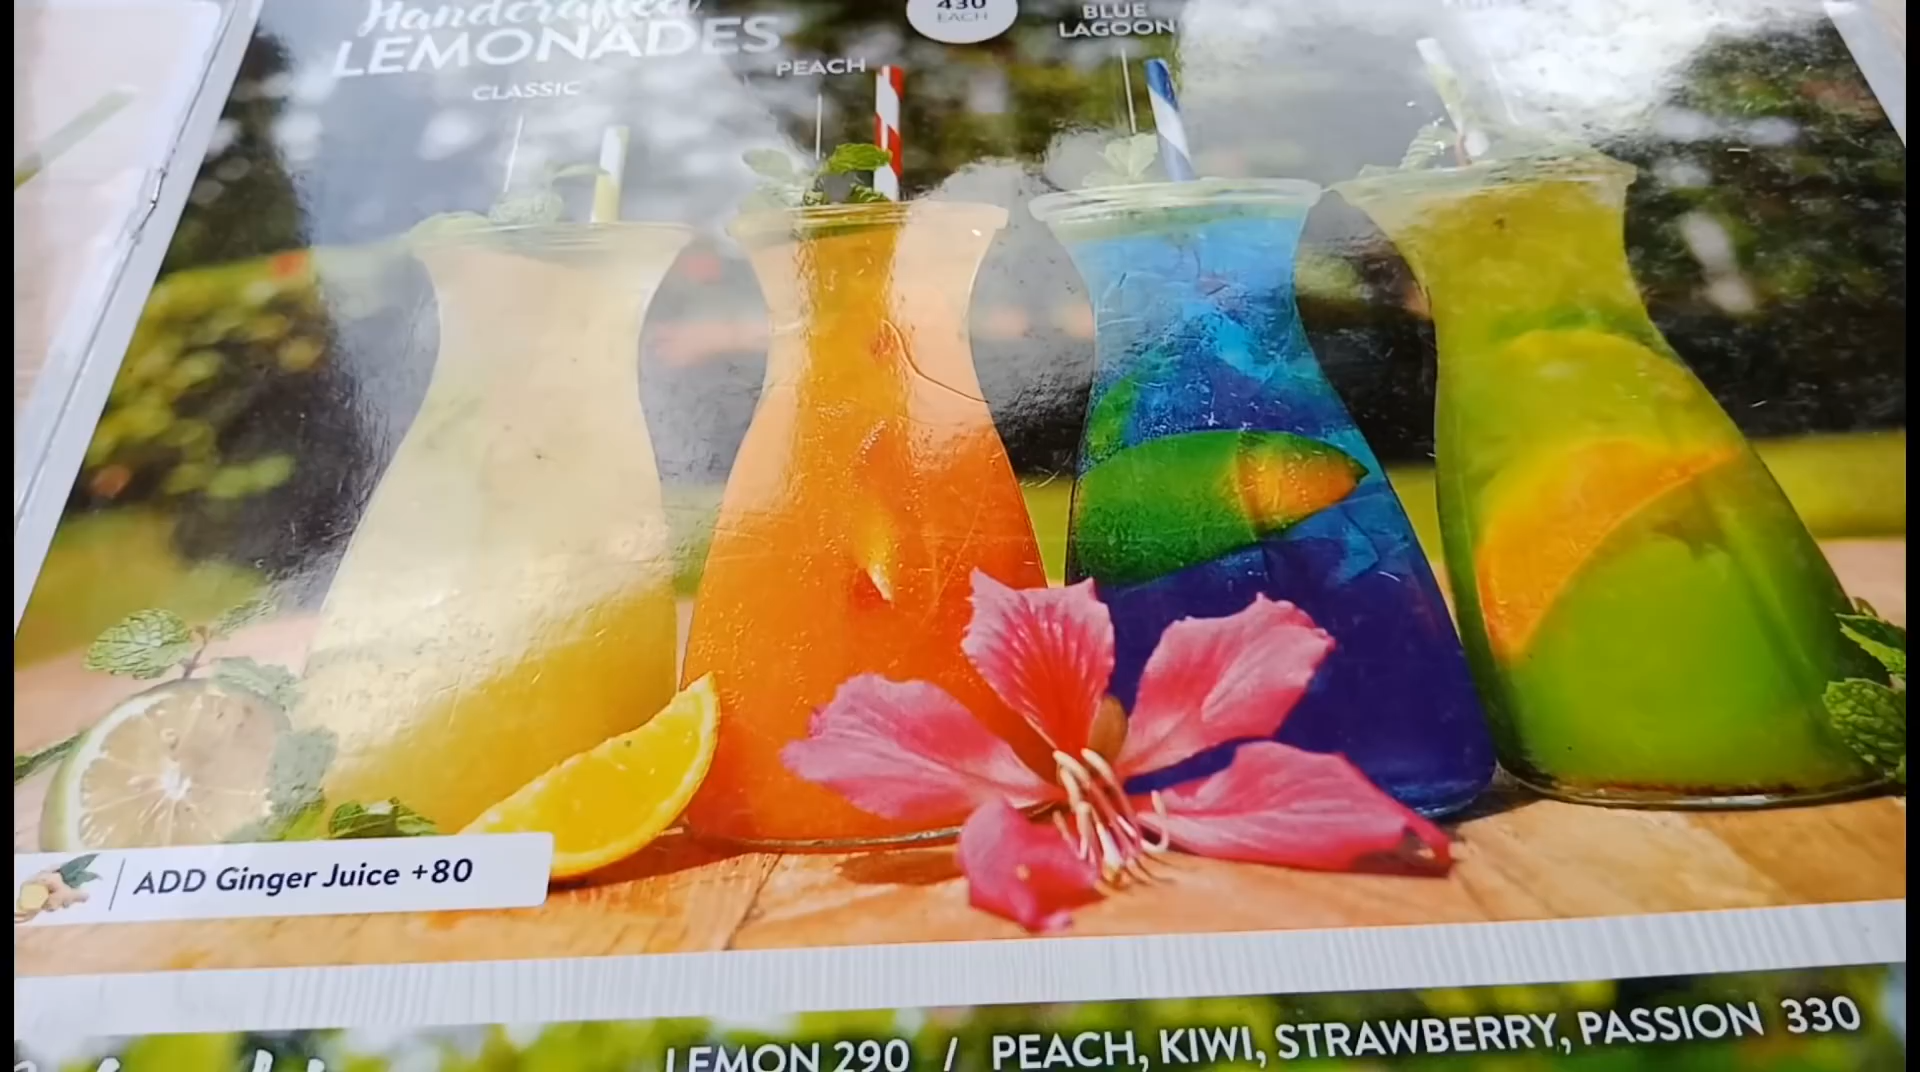 Handcrafted
LEMONADES
430
EACH
BLUE
LAGOON
PEACH
CLASSIC
ADD Ginger Juice +80
LEMON 290 / PEACH, KIWI, STRAWBERRY, PASSION 330